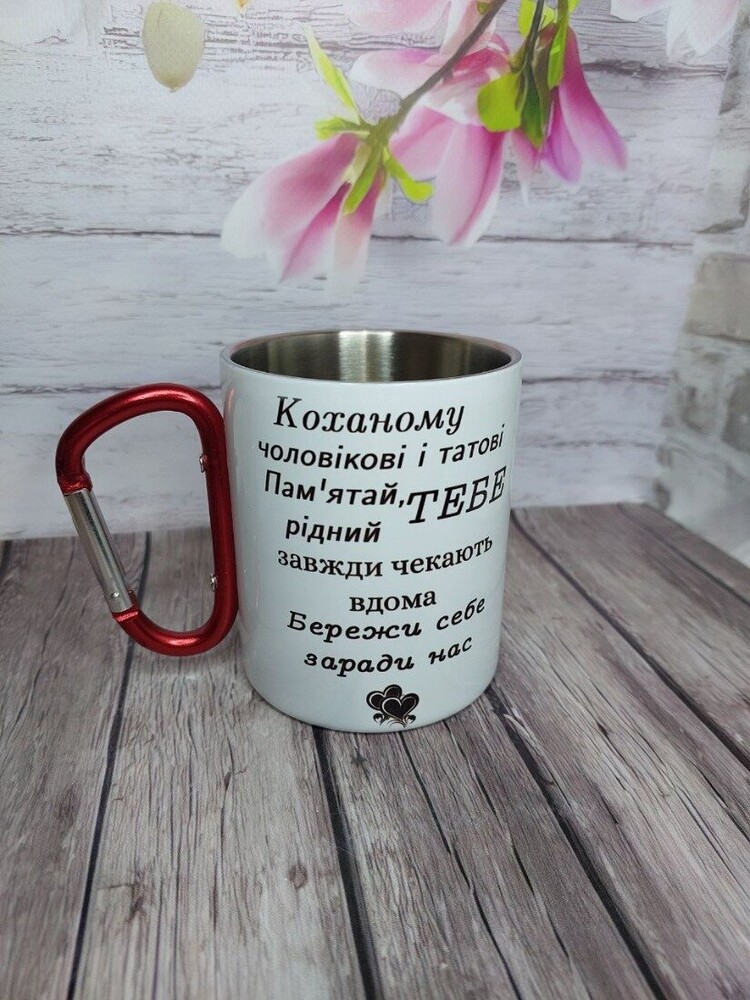 Коханому
чоловікові і татові
Пам'ятай, ТЕБЕ
рідний
завжди чекають
вдома
Бережи себе
заради нас